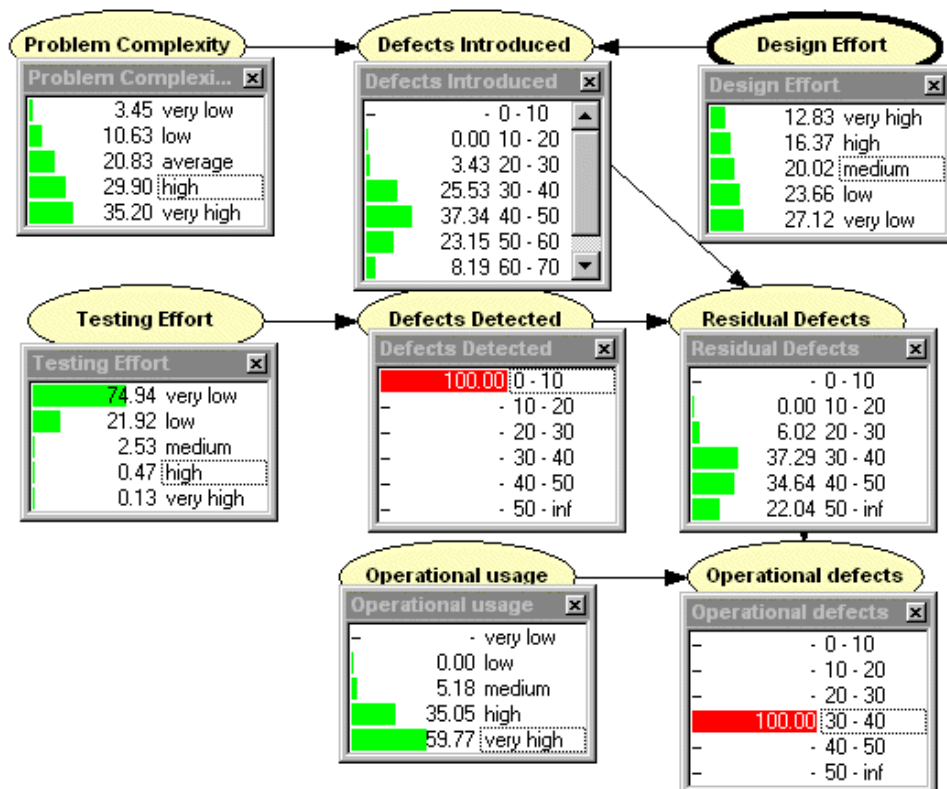 Problem Complexity
Defects Introduced
Design Effort
Problem Complexi...
3.45 very low
10.63 low
20.83 average
29.90 high
35.20 very high
Defects Introduced
- 0 - 10
0.00 10 - 20
3.43 20 - 30
25.53 30 - 40
37.34 40 - 50
23.15 50 - 60
8.19 60 - 70
Design Effort
12.83 very high
16.37 high
20.02 medium
23.66 low
27.12 very low
Testing Effort
Defects Detected
Residual Defects
Testing Effort
74.94 very low
21.92 low
2.53 medium
0.47 high
0.13 very high
Defects Detected
100.00 0 - 10
- 10 - 20
- 20 - 30
- 30 - 40
- 40 - 50
- 50 - inf
Residual Defects
- 0 - 10
0.00 10 - 20
6.02 20 - 30
37.29 30 - 40
34.64 40 - 50
22.04 50 - inf
Operational usage
Operational defects
Operational usage
- very low
0.00 low
5.18 medium
35.05 high
59.77 very high
Operational defects
- 0 - 10
- 10 - 20
- 20 - 30
100.00 30 - 40
- 40 - 50
- 50 - inf